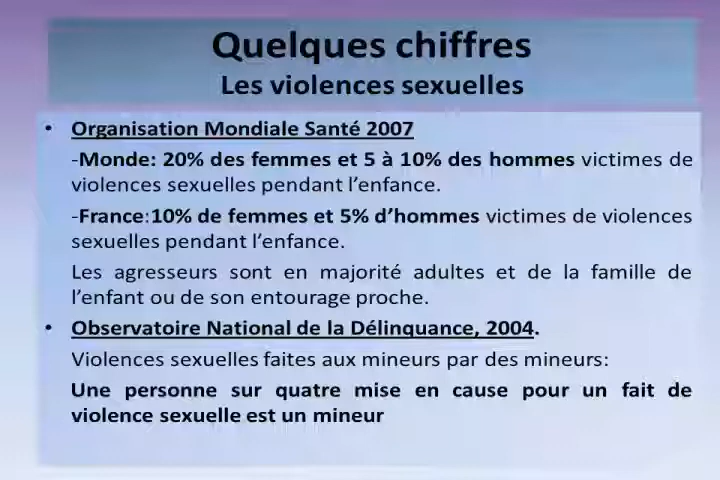 Quelques chiffres
Les violences sexuelles
• Organisation Mondiale Santé 2007
-Monde: 20% des femmes et 5 à 10% des hommes victimes de
violences sexuelles pendant l'enfance.
-France:10% de femmes et 5% d'hommes victimes de violences
sexuelles pendant l'enfance.
Les agresseurs sont en majorité adultes et de la famille de
l'enfant ou de son entourage proche.
• Observatoire National de la Délinquance, 2004.
Violences sexuelles faites aux mineurs par des mineurs:
Une personne sur quatre mise en cause pour un fait de
violence sexuelle est un mineur